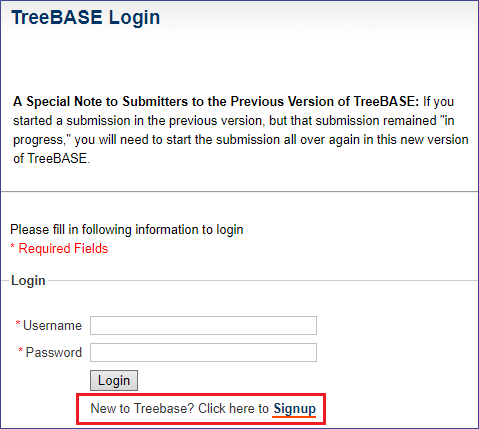 TreeBASE Login
A Special Note to Submitters to the Previous Version of TreeBASE: If you
started a submission in the previous version, but that submission remained "in
progress," you will need to start the submission all over again in this new version
of TreeBASE.
Please fill in following information to login
* Required Fields
Login
* Username
* Password
Login
New to Treebase? Click here to Signup